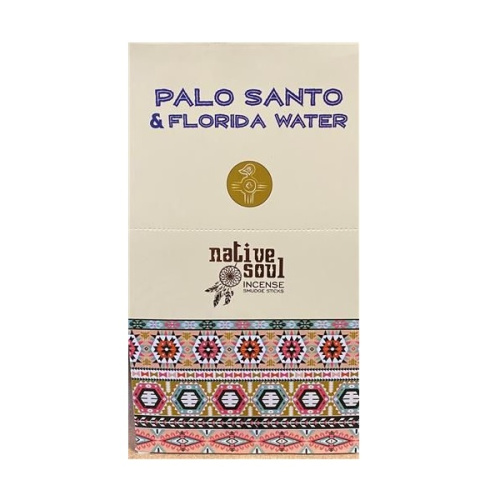 PALO SANTO
& FLORIDA WATER
native
soul
INCENSE
SMUDGE STICKS